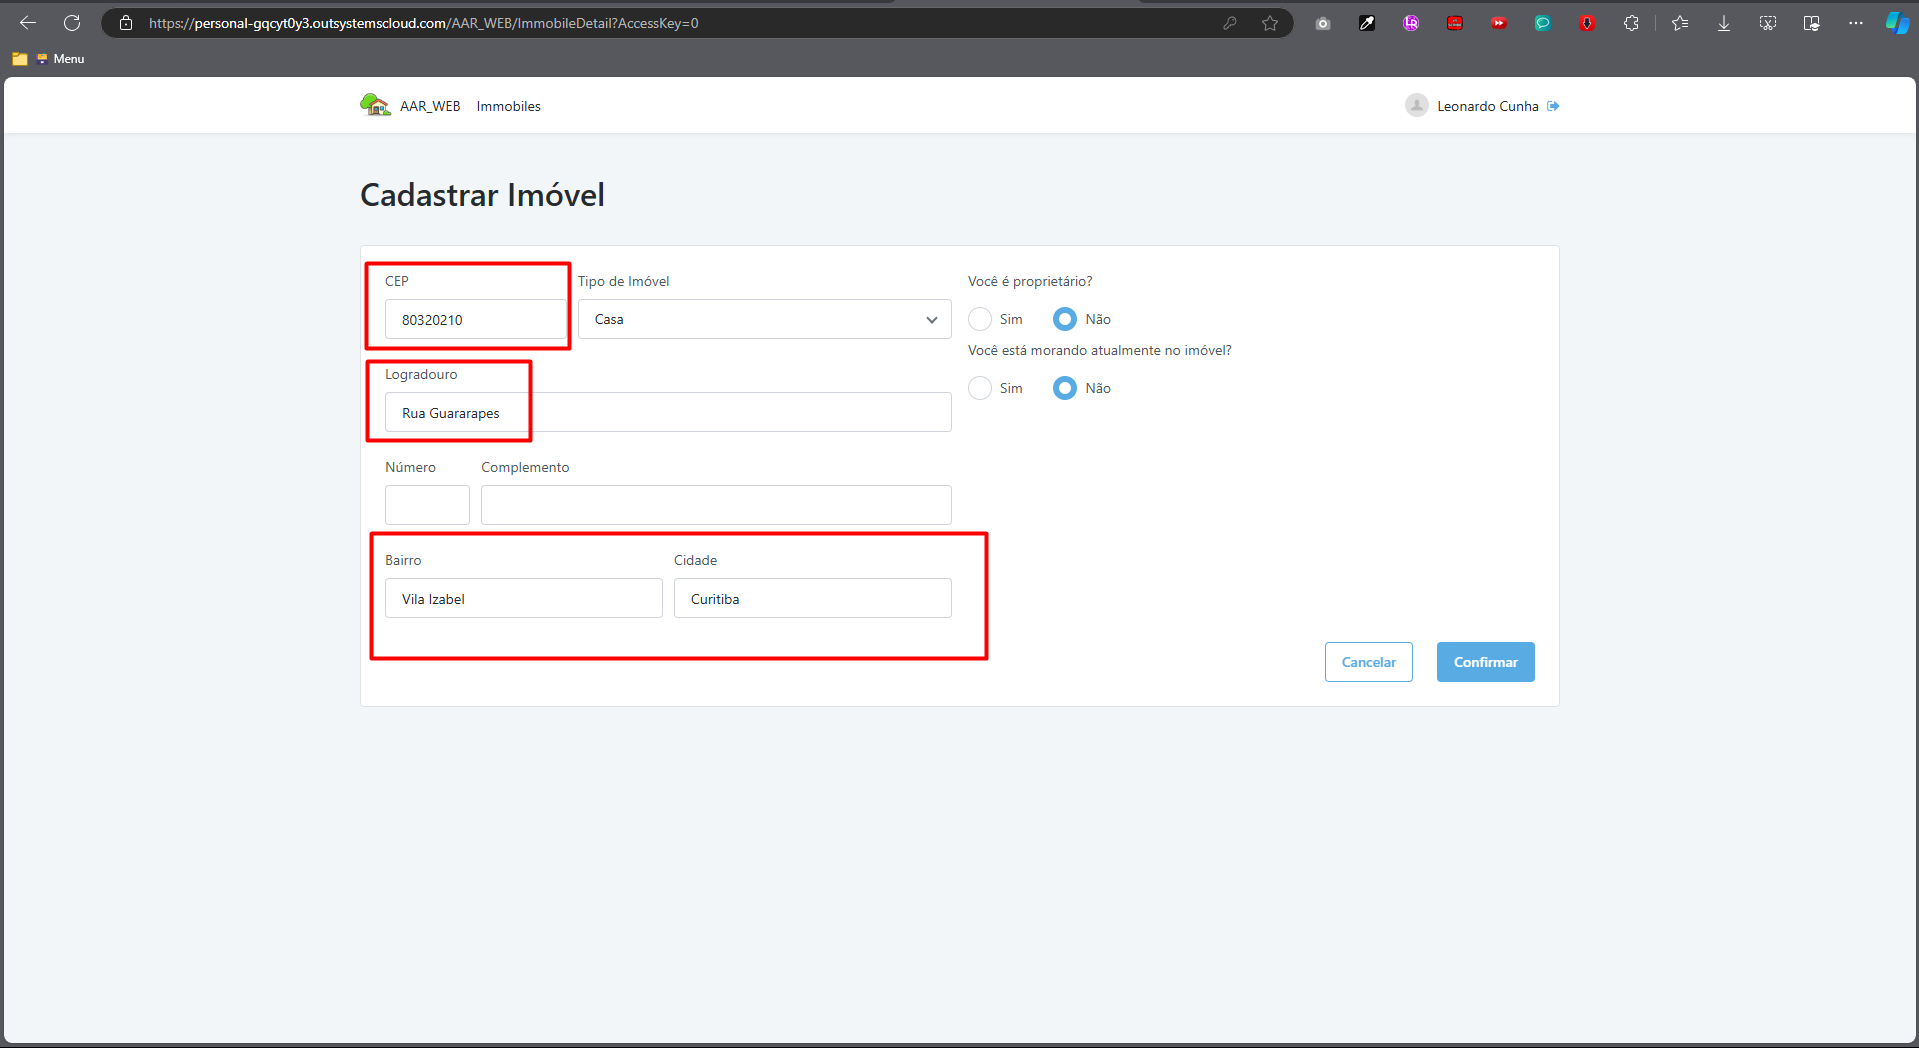 https://personal-gqcyt0y3.outsystemscloud.com/AAR_WEB/ImmobileDetail?AccessKey=0
Menu
AAR_WEB Immobiles Leonardo Cunha
Cadastrar Imóvel
CEP Tipo de Imóvel Você é proprietário?
80320210 Casa Sim Não
Você está morando atualmente no imóvel?
Logradouro
Sim Não
Rua Guararapes
Número Complemento
Bairro Cidade
Vila Izabel Curitiba
Cancelar Confirmar